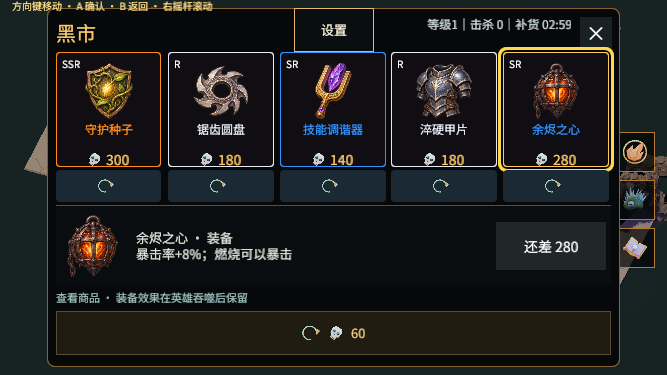 方向键移动 • A 确认 • B 返回 • 右摇杆滚动
黑市
设置
等级1｜击杀 0｜补货 02:59
SSR
守护种子
300
R
锯齿圆盘
180
SR
技能调谐器
140
R
淬硬甲片
180
SR
余烬之心
280
余烬之心 • 装备
暴击率+8%；燃烧可以暴击
还差 280
查看商品 • 装备效果在英雄吞噬后保留
60